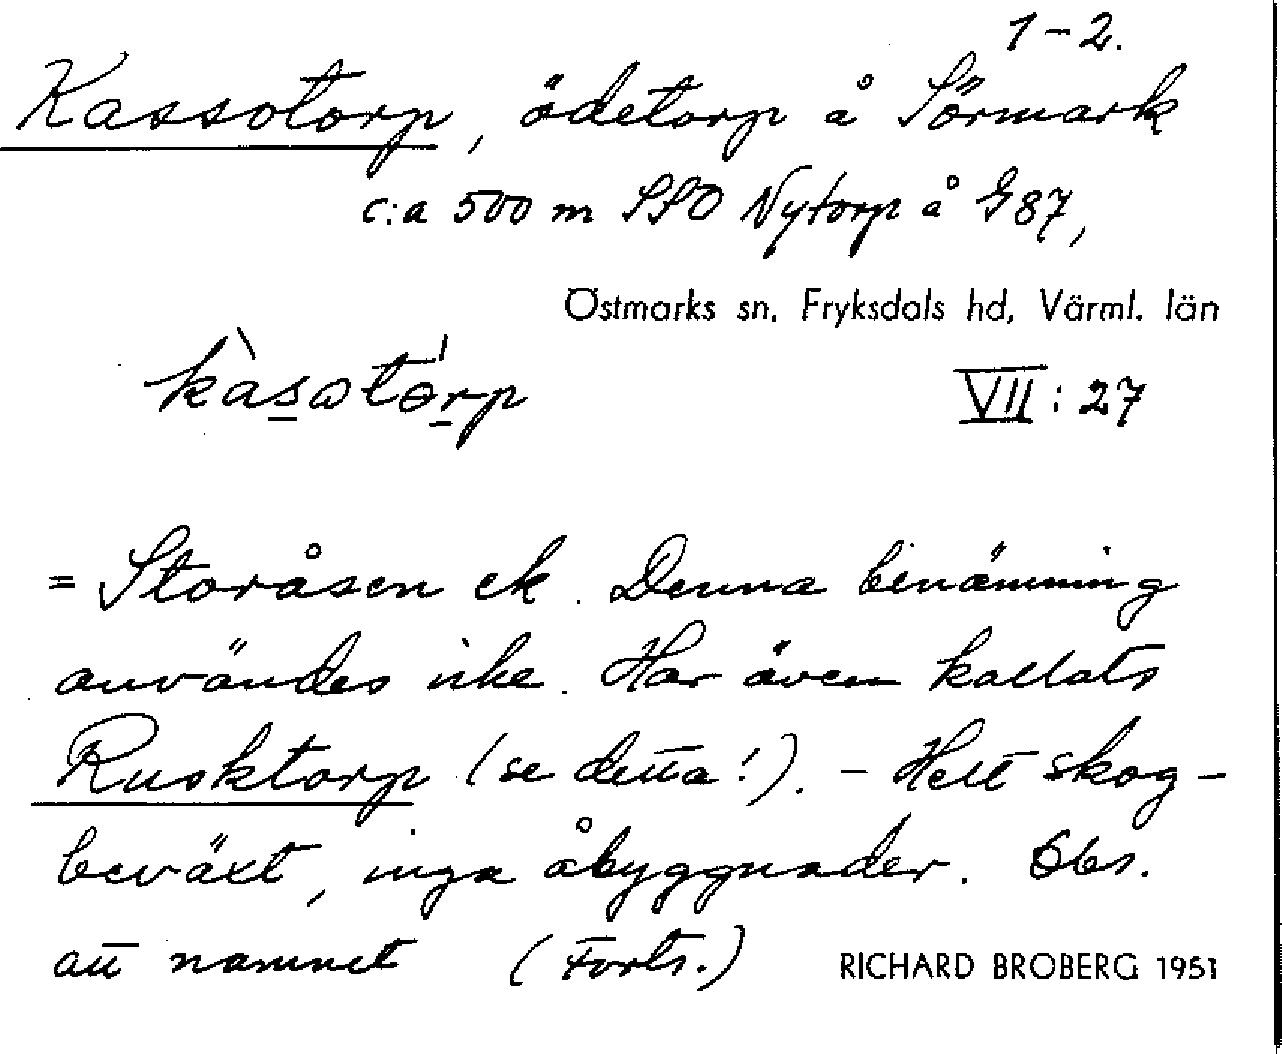 1-2.
Kassotorp, ödetorp å Sörmark
c:a 500 m SSO Nytorp å G 87,
Östmarks sn. Fryksdals hd, Värml. län
kàsωtɵ́rp
VII: 27
= Storåsen ek. Denna benämning
användes icke. Har även kallats
Rusktorp (se detta!). - Helt skog-
beväxt, inga åbyggnader. Obs.
att namnet (Forts.)
RICHARD BROBERG 1951